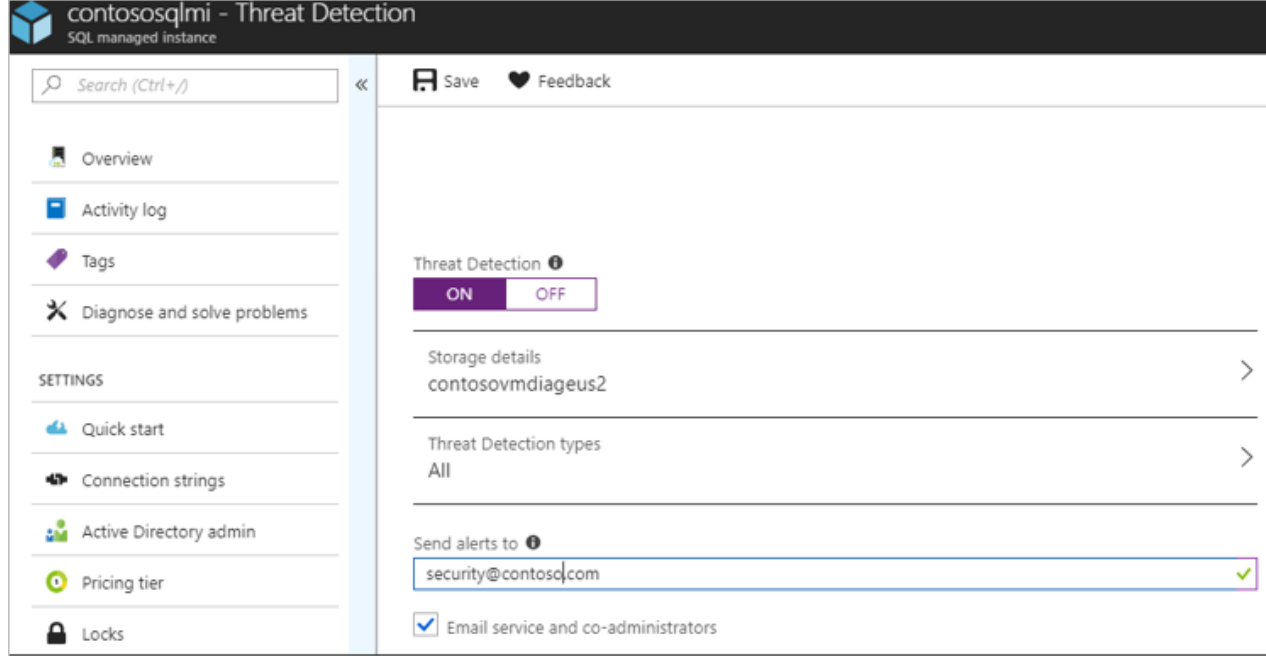 contososqlmi - Threat Detection
SQL managed instance
Search (Ctrl+/)
«
Save
Feedback
Overview
Activity log
Tags
Diagnose and solve problems
SETTINGS
Quick start
Connection strings
Active Directory admin
Pricing tier
Locks
Threat Detection
ON
OFF
Storage details
contosovmdiageus2
Threat Detection types
All
Send alerts to
security@contoso.com
Email service and co-administrators